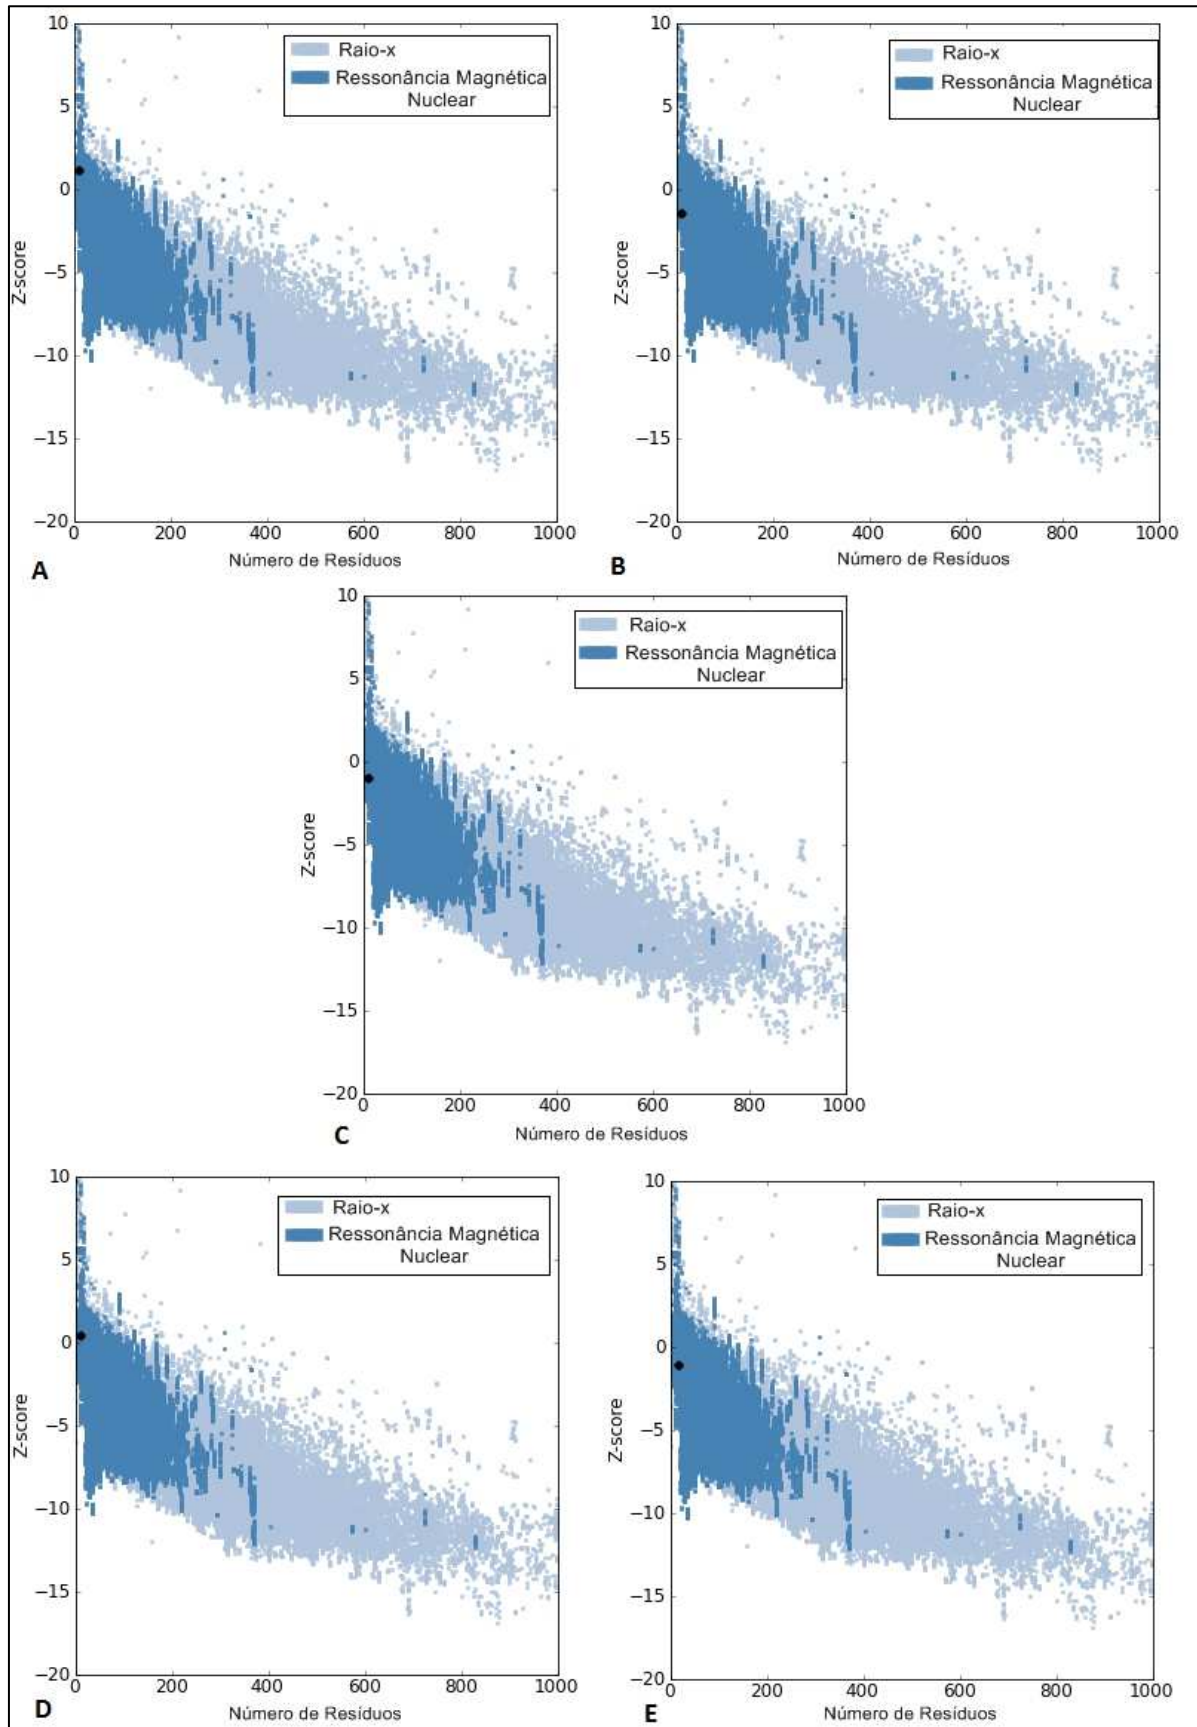 10
Raio-x
Ressonância Magnética
Nuclear
5
0
−5
−10
−15
−20
Z-score
0 200 400 600 800 1000
Número de Resíduos
A
10
Raio-x
Ressonância Magnética
Nuclear
5
0
−5
−10
−15
−20
Z-score
0 200 400 600 800 1000
Número de Resíduos
B
10
Raio-x
Ressonância Magnética
Nuclear
5
0
−5
−10
−15
−20
Z-score
0 200 400 600 800 1000
Número de Resíduos
C
10
Raio-x
Ressonância Magnética
Nuclear
5
0
−5
−10
−15
−20
Z-score
0 200 400 600 800 1000
Número de Resíduos
D
10
Raio-x
Ressonância Magnética
Nuclear
5
0
−5
−10
−15
−20
Z-score
0 200 400 600 800 1000
Número de Resíduos
E